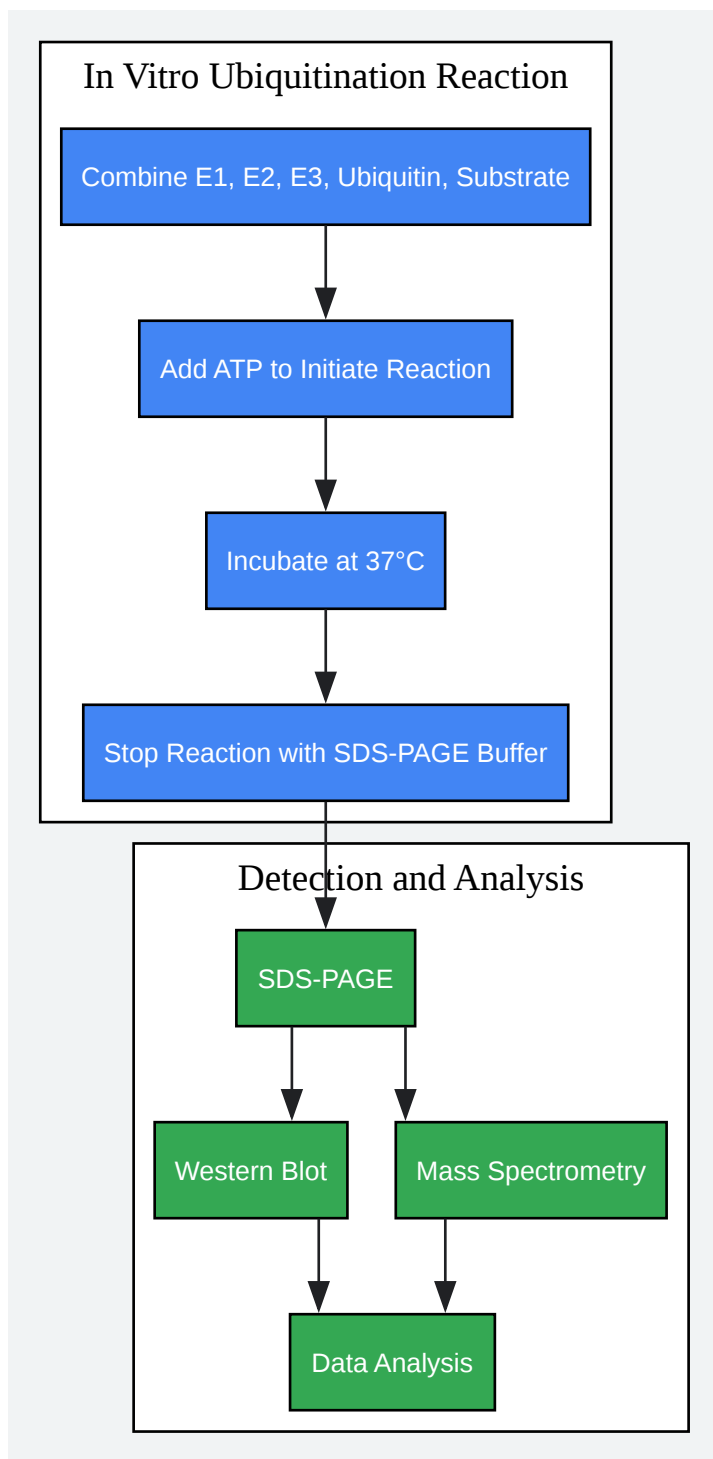 In Vitro Ubiquitination Reaction
Combine E1, E2, E3, Ubiquitin, Substrate
Add ATP to Initiate Reaction
Incubate at 37°C
Stop Reaction with SDS-PAGE Buffer
Detection and Analysis
SDS-PAGE
Western Blot
Mass Spectrometry
Data Analysis